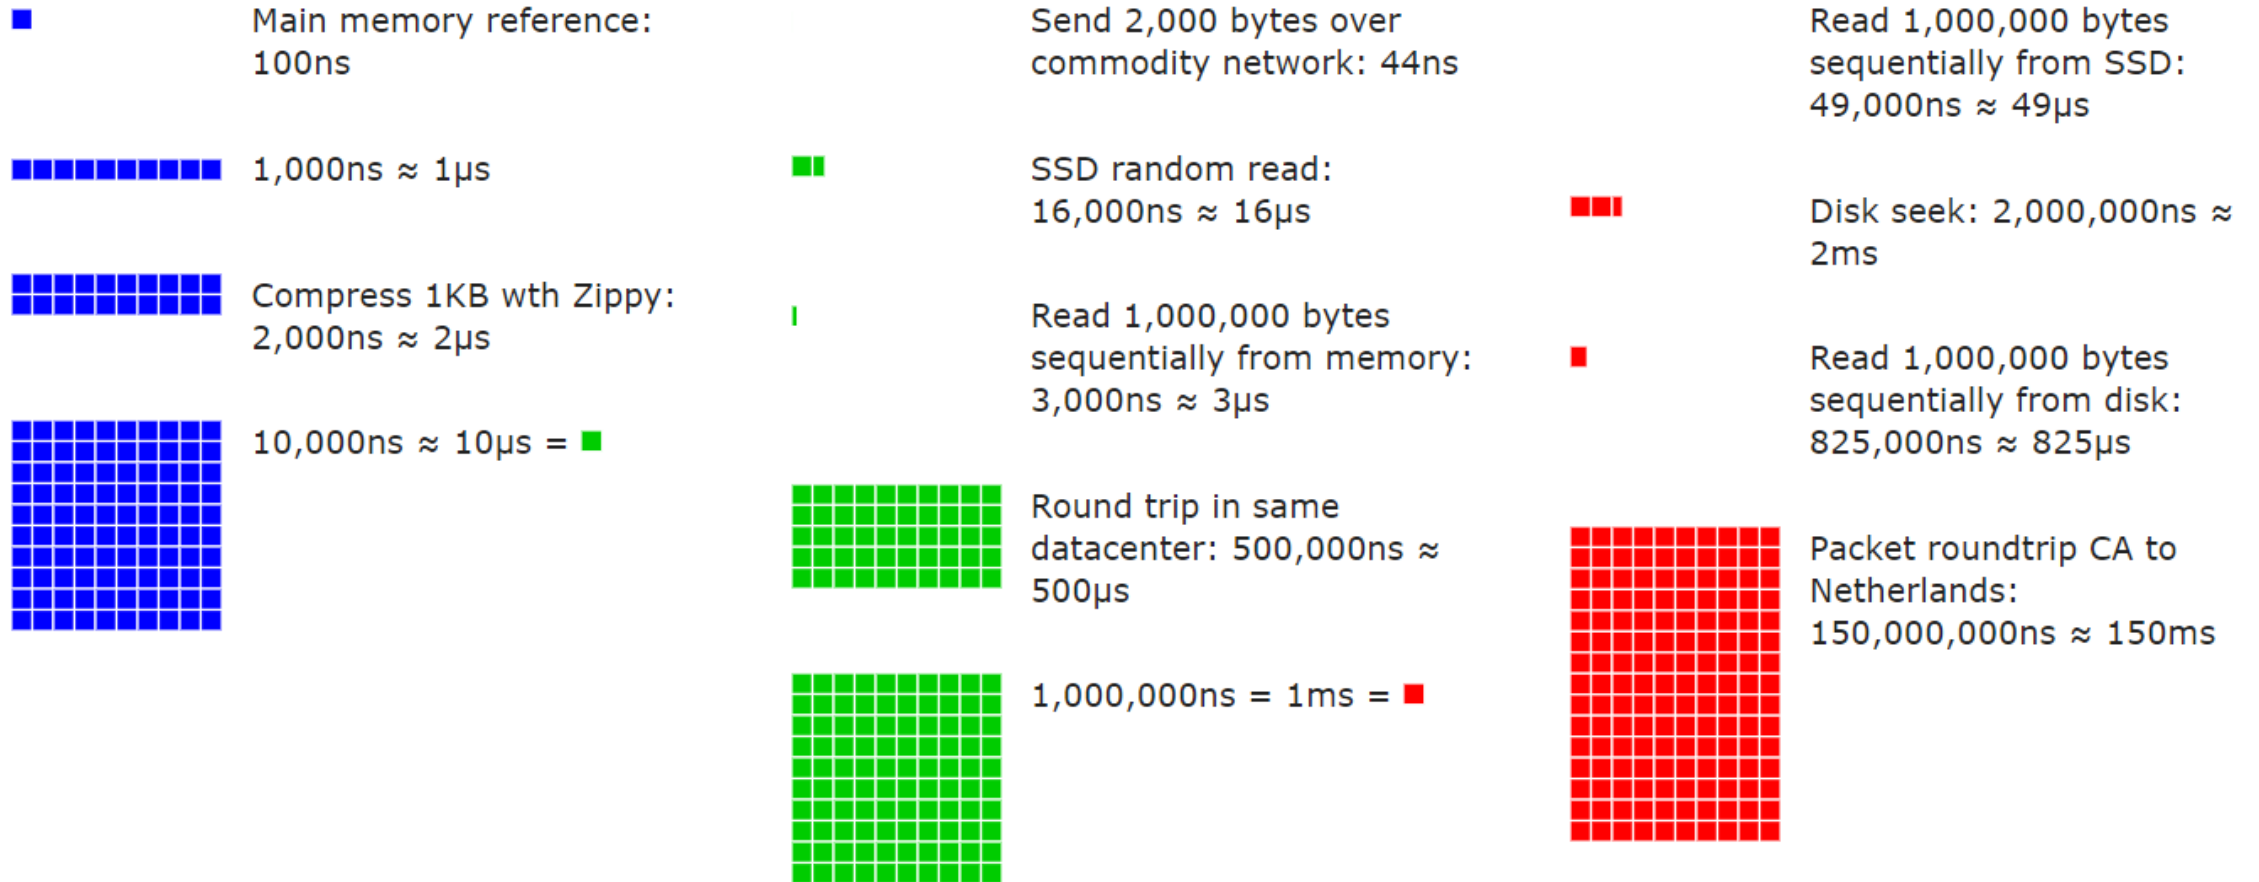 Main memory reference:
100ns
1,000ns ≈ 1μs
Compress 1KB wth Zippy:
2,000ns ≈ 2μs
10,000ns ≈ 10μs =
Send 2,000 bytes over
commodity network: 44ns
SSD random read:
16,000ns ≈ 16μs
Read 1,000,000 bytes
sequentially from memory:
3,000ns ≈ 3μs
Round trip in same
datacenter: 500,000ns ≈
500μs
1,000,000ns = 1ms =
Read 1,000,000 bytes
sequentially from SSD:
49,000ns ≈ 49μs
Disk seek: 2,000,000ns ≈
2ms
Read 1,000,000 bytes
sequentially from disk:
825,000ns ≈ 825μs
Packet roundtrip CA to
Netherlands:
150,000,000ns ≈ 150ms